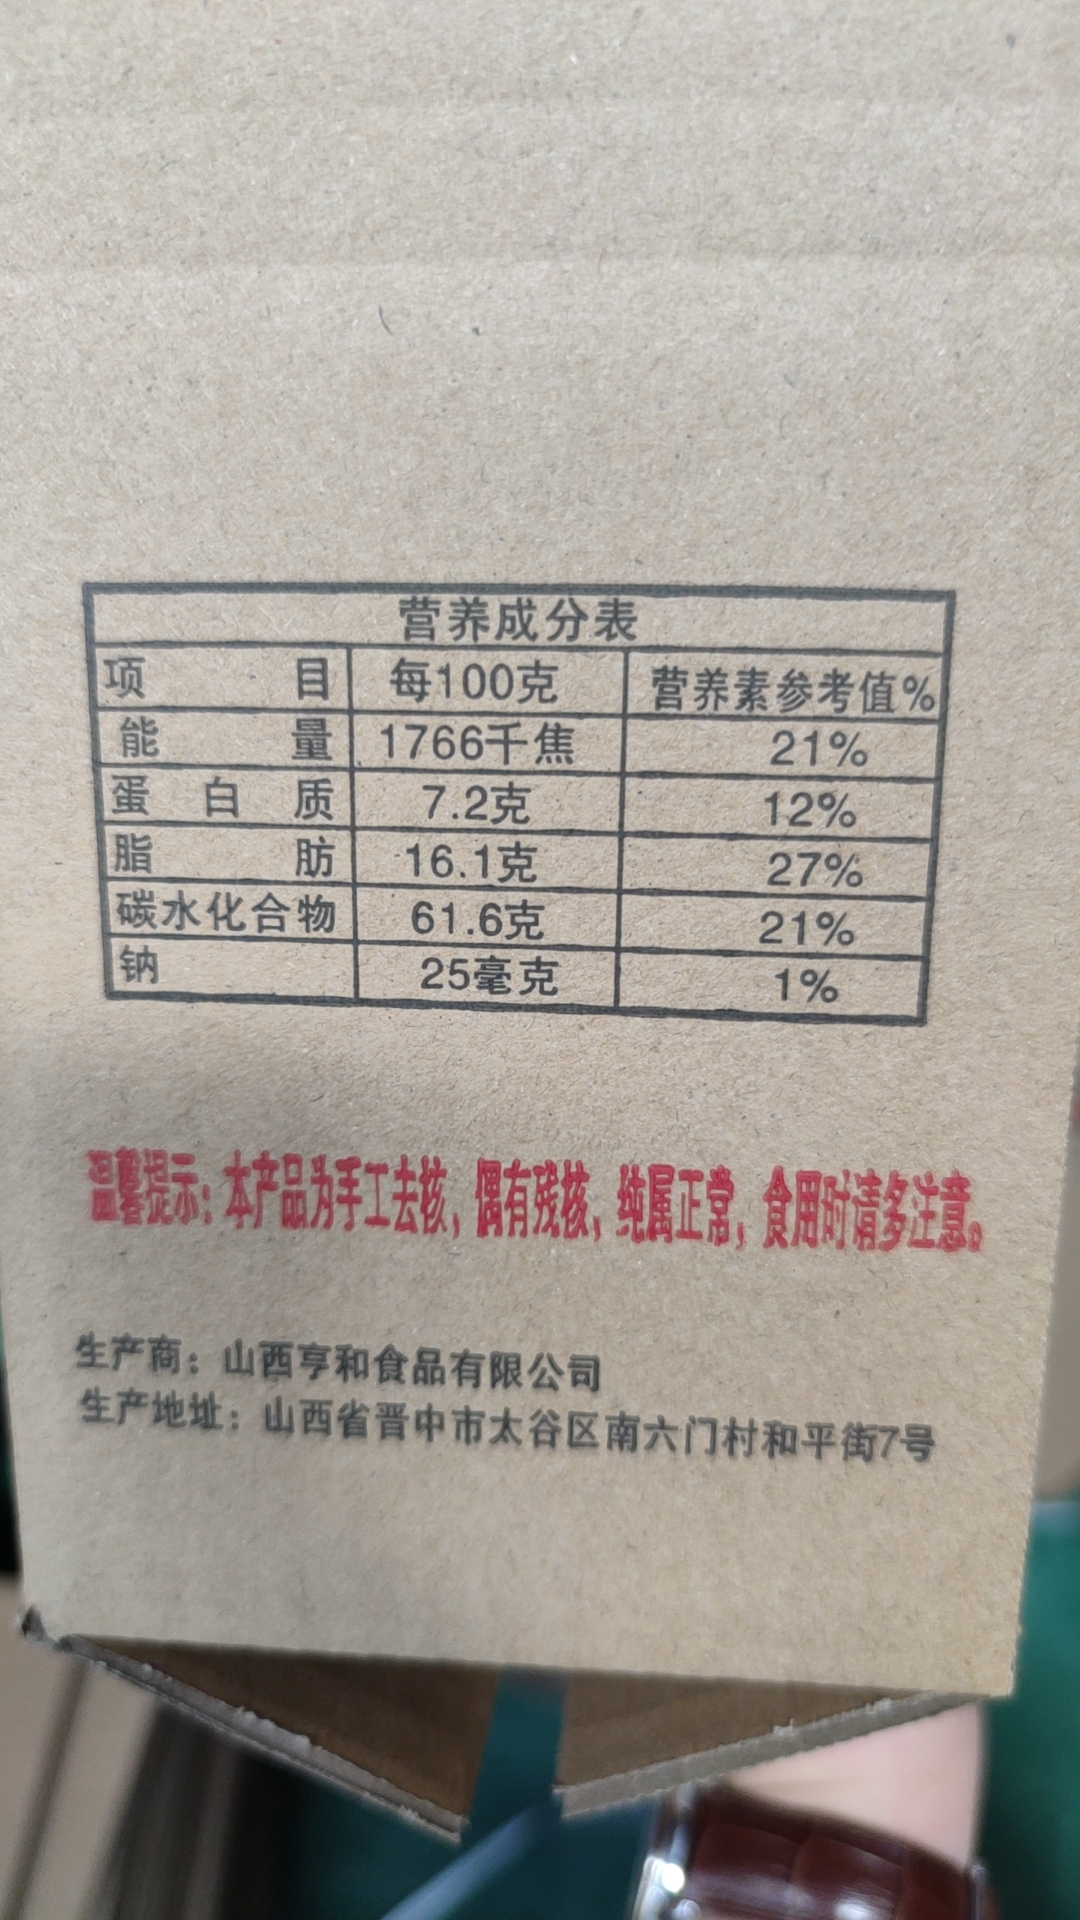 营养成分表
项目 每100克 营养素参考值%
能量 1766千焦 21%
蛋白质 7.2克 12%
脂肪 16.1克 27%
碳水化合物 61.6克 21%
钠 25毫克 1%
温馨提示：本产品为手工去核，偶有残核，纯属正常，食用时请多注意。
生产商：山西亨和食品有限公司
生产地址：山西省晋中市太谷区南六门村和平街7号